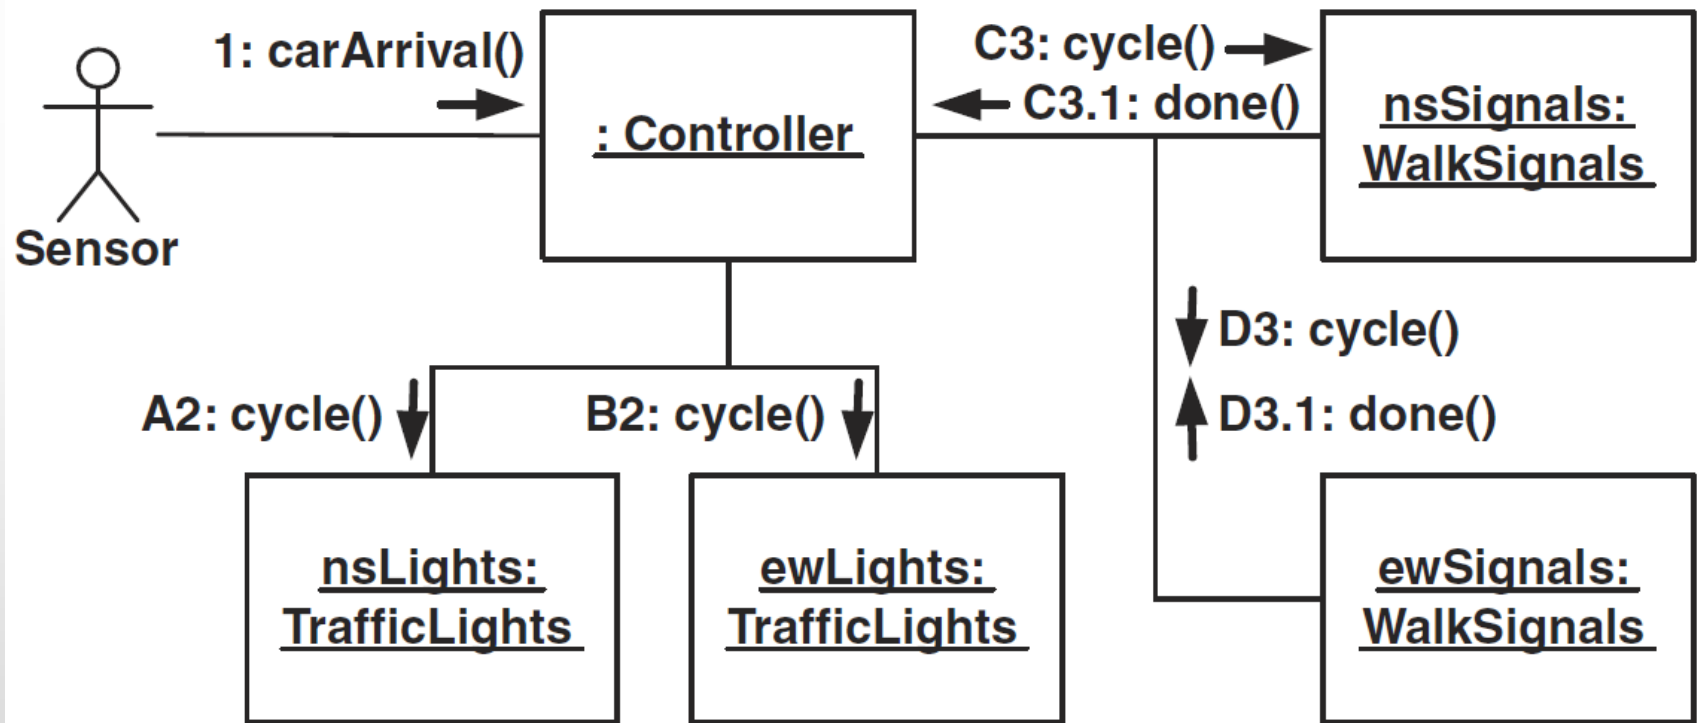 1: carArrival()
C3: cycle()
C3.1: done()
: Controller
nsSignals:
WalkSignals
Sensor
D3: cycle()
D3.1: done()
A2: cycle()
B2: cycle()
nsLights:
TrafficLights
ewLights:
TrafficLights
ewSignals:
WalkSignals